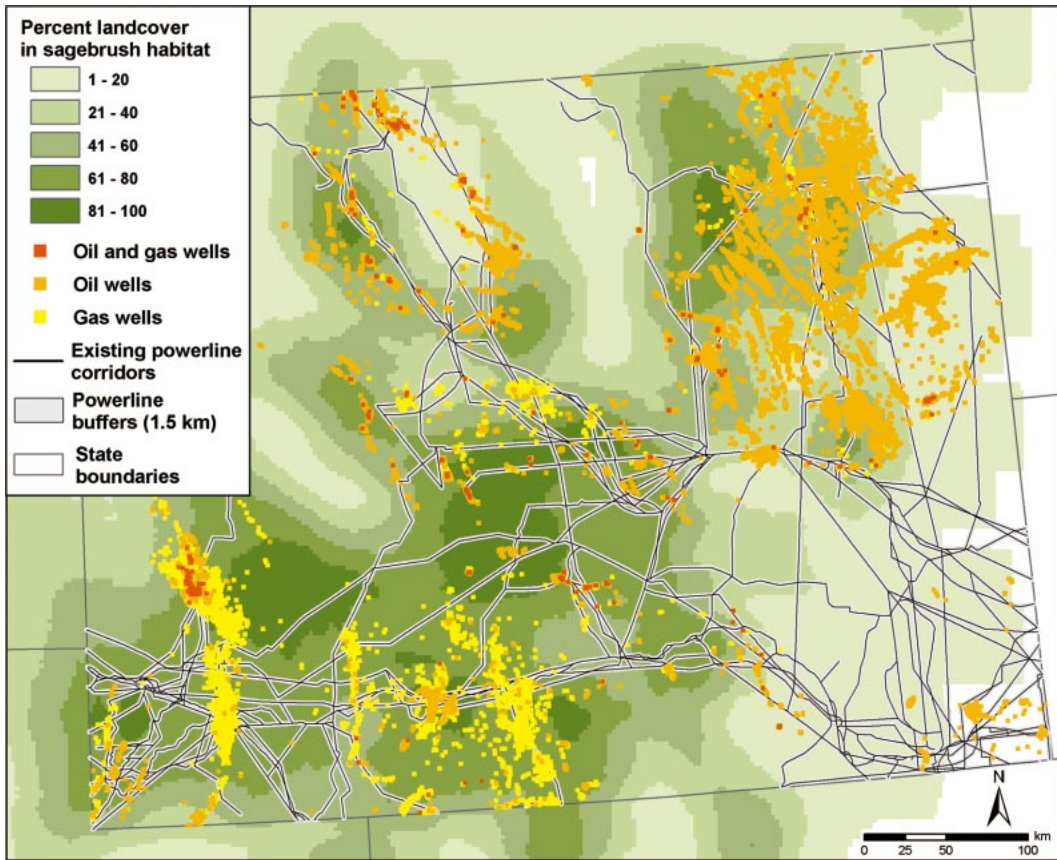 Percent landcover
in sagebrush habitat
1 - 20
21 - 40
41 - 60
61 - 80
81 - 100
Oil and gas wells
Oil wells
Gas wells
Existing powerline
corridors
Powerline
buffers (1.5 km)
State
boundaries
N
km
0 25 50 100